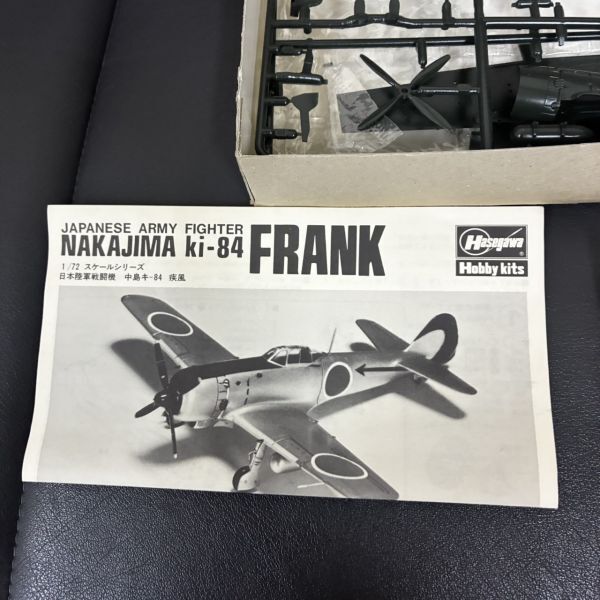 JAPANESE ARMY FIGHTER
NAKAJIMA ki-84 FRANK
1/72 スケールシリーズ
日本陸軍戦闘機 中島キ-84 疾風
Hasegawa
Hobby kits